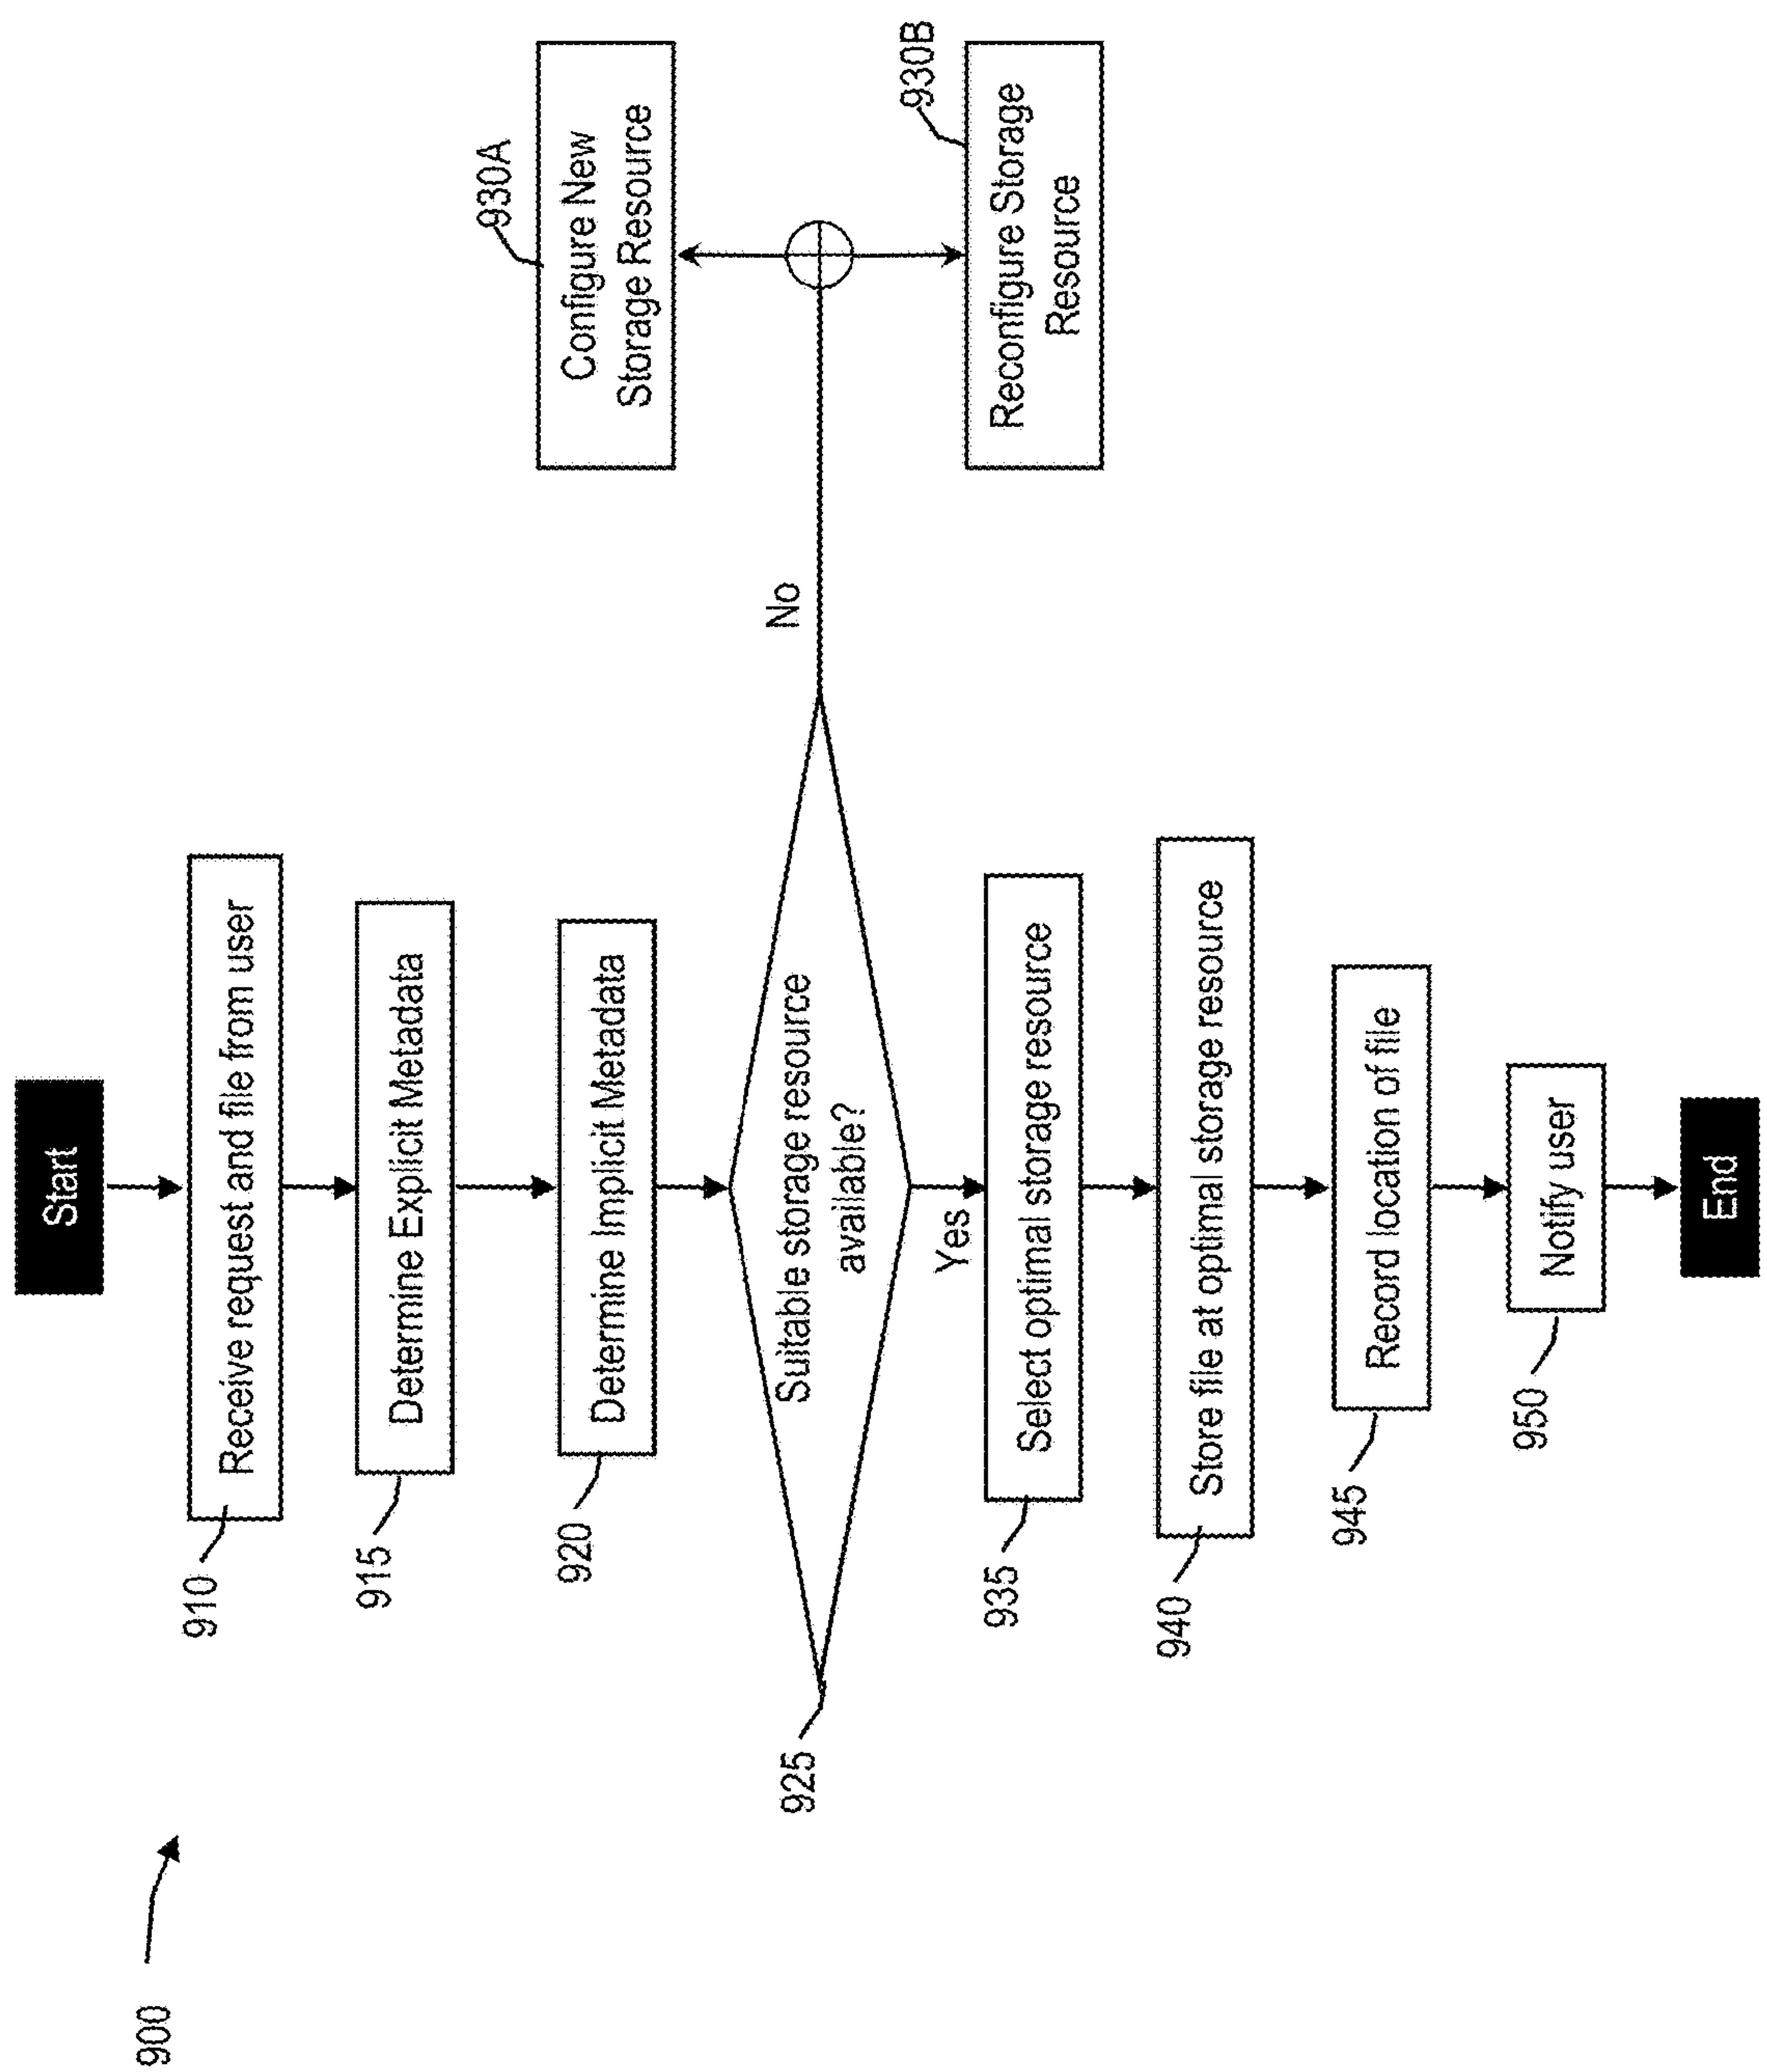 900
Start
910
Receive request and file from user
915
Determine Explicit Metadata
920
Determine Implicit Metadata
925
Suitable storage resource
available?
No
930A
Configure New
Storage Resource
930B
Reconfigure Storage
Resource
Yes
935
Select optimal storage resource
940
Store file at optimal storage resource
945
Record location of file
950
Notify user
End